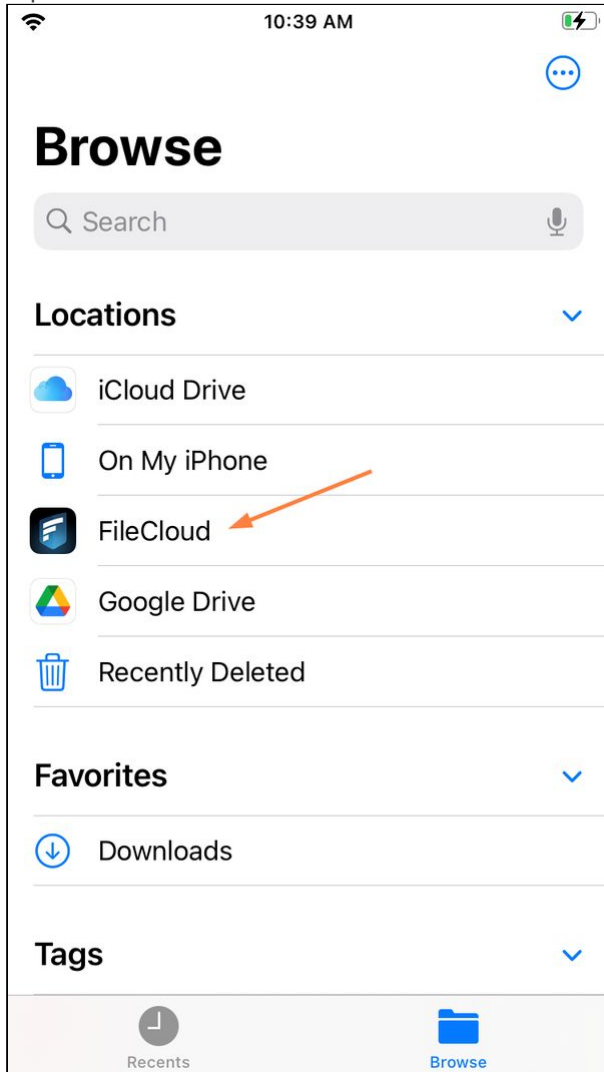 10:39 AM
Browse
Search
Locations
iCloud Drive
On My iPhone
FileCloud
Google Drive
Recently Deleted
Favorites
Downloads
Tags
Recents
Browse